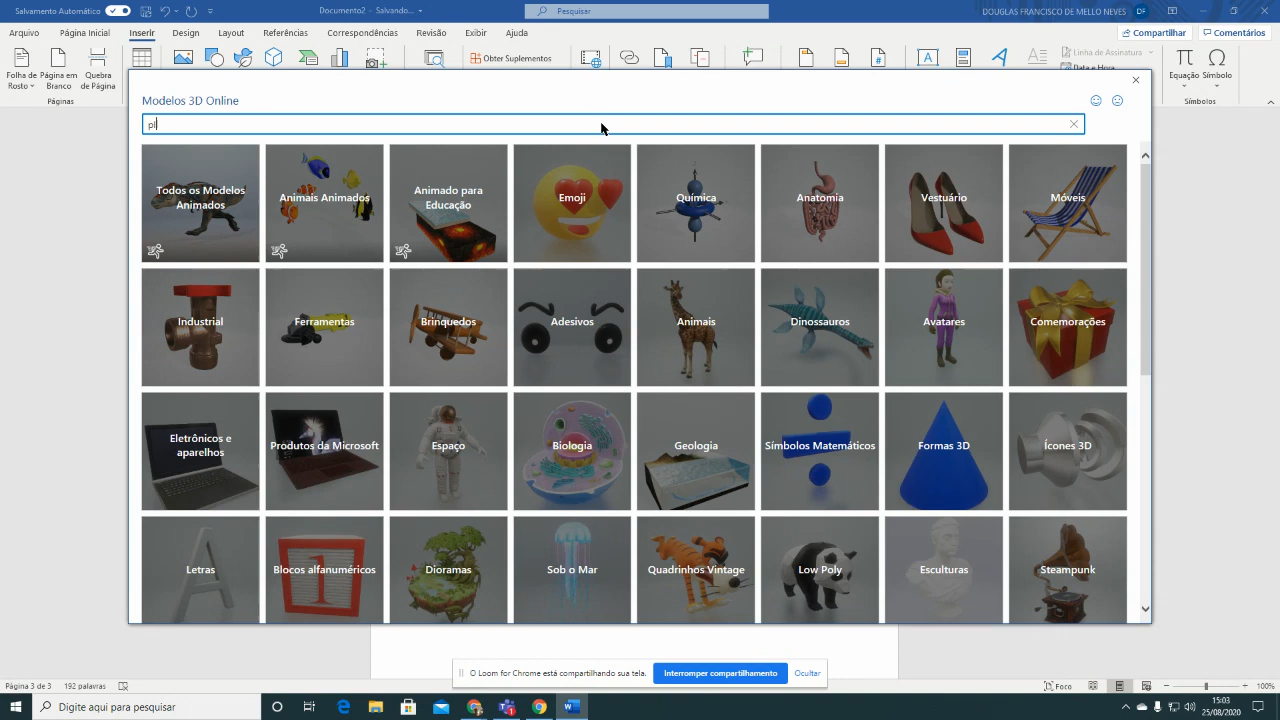 Salvamento Automático
Documento2 - Salvando...
Pesquisar
DOUGLAS FRANCISCO DE MELLO NEVES
DF
Arquivo
Página Inicial
Inserir
Design
Layout
Referências
Correspondências
Revisão
Exibir
Ajuda
Compartilhar
Comentários
Folha de Rosto
Página em Branco
Quebra de Página
Páginas
Obter Suplementos
Linha de Assinatura
Data e Hora
Equação
Símbolo
Símbolos
Modelos 3D Online
pl
Todos os Modelos
Animados
Animais Animados
Animado para
Educação
Emoji
Química
Anatomia
Vestuário
Móveis
Industrial
Ferramentas
Brinquedos
Adesivos
Animais
Dinossauros
Avatares
Comemorações
Eletrônicos e
aparelhos
Produtos da Microsoft
Espaço
Biologia
Geologia
Símbolos Matemáticos
Formas 3D
Ícones 3D
Letras
Blocos alfanuméricos
Dioramas
Sob o Mar
Quadrinhos Vintage
Low Poly
Esculturas
Steampunk
O Loom for Chrome está compartilhando sua tela.
Interromper compartilhamento
Ocultar
Página 3 de 3
192 palavras
Foco
100%
Digite aqui para pesquisar
15:03
25/08/2020